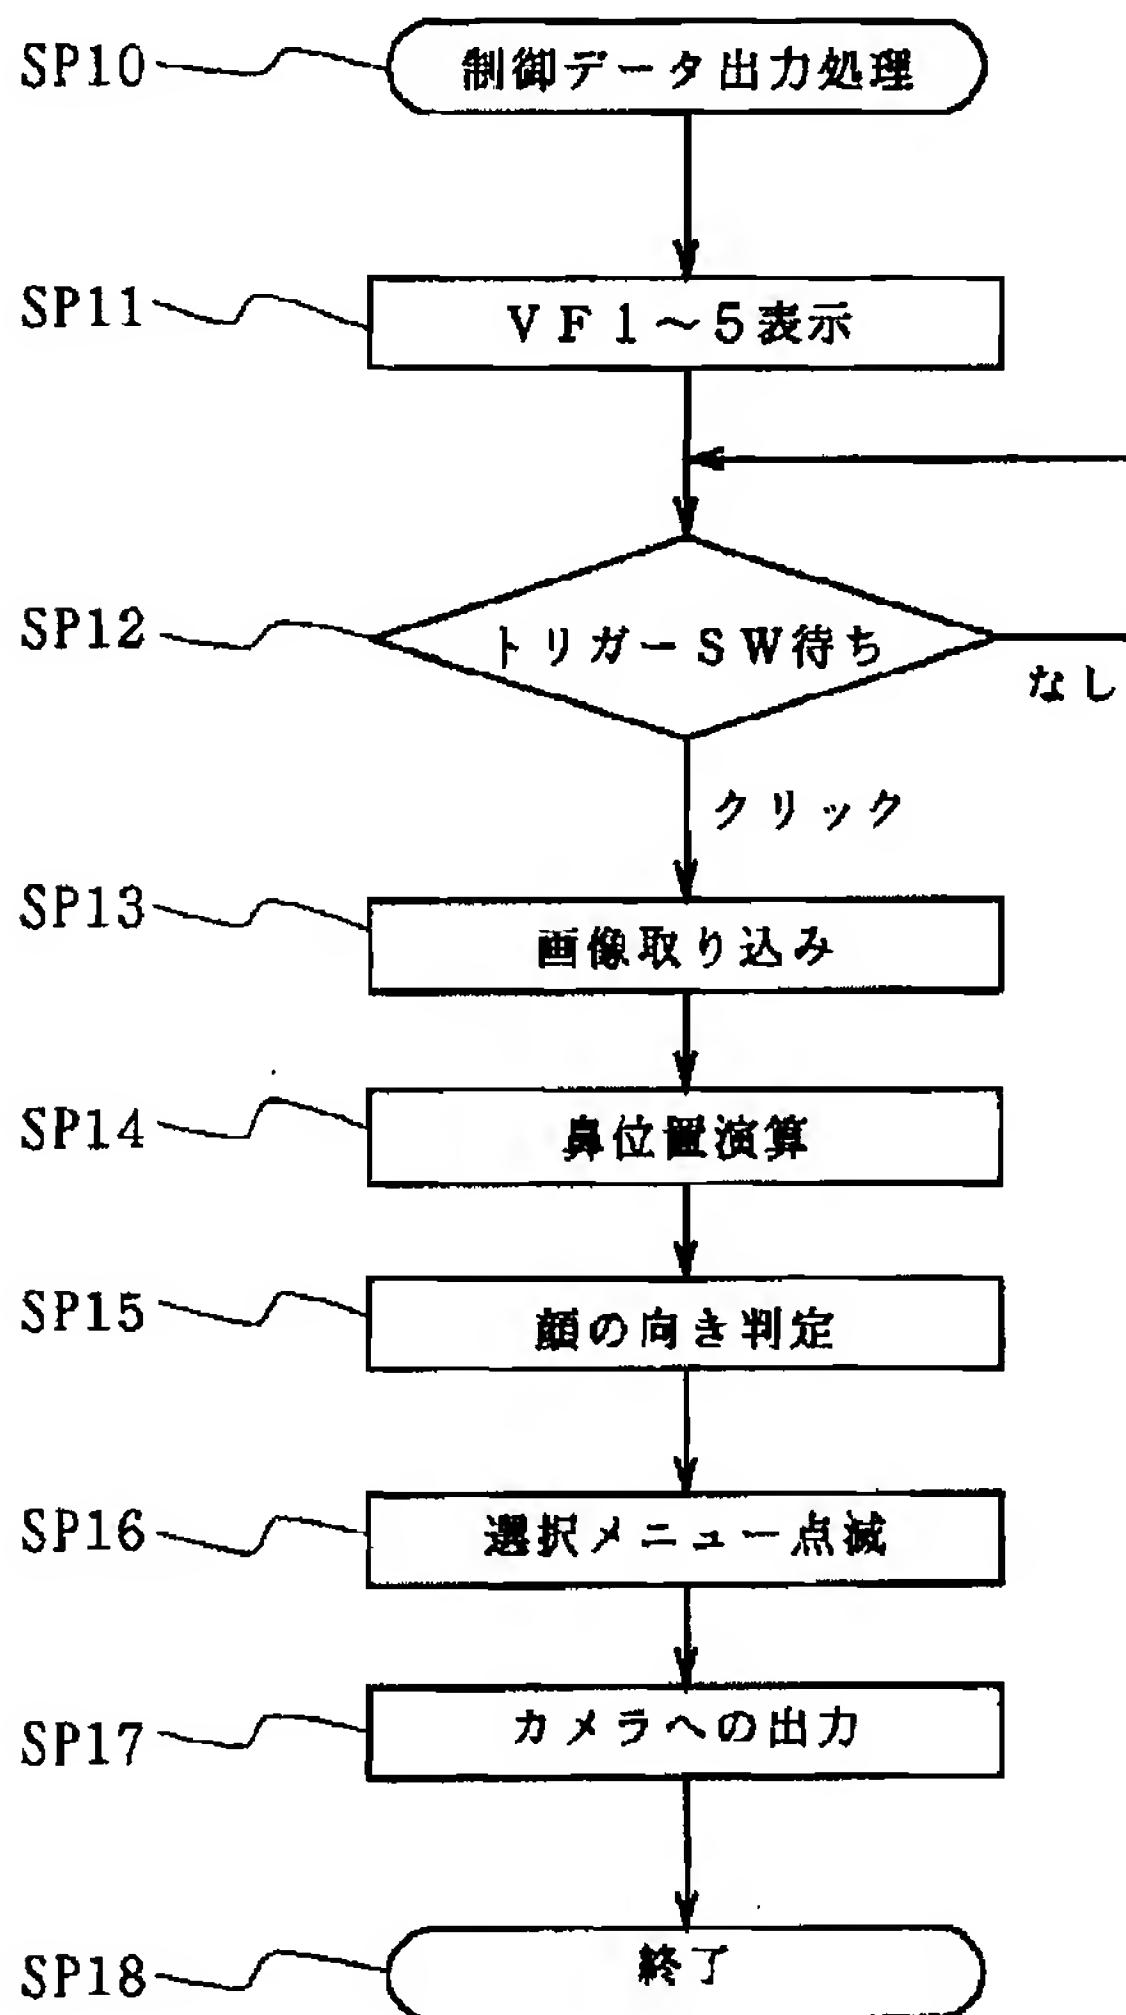 SP10 制御データ出力処理
SP11 VF1～5表示
SP12 トリガーSW待ち
なし
クリック
SP13 画像取り込み
SP14 鼻位置演算
SP15 顔の向き判定
SP16 選択メニュー点滅
SP17 カメラへの出力
SP18 終了